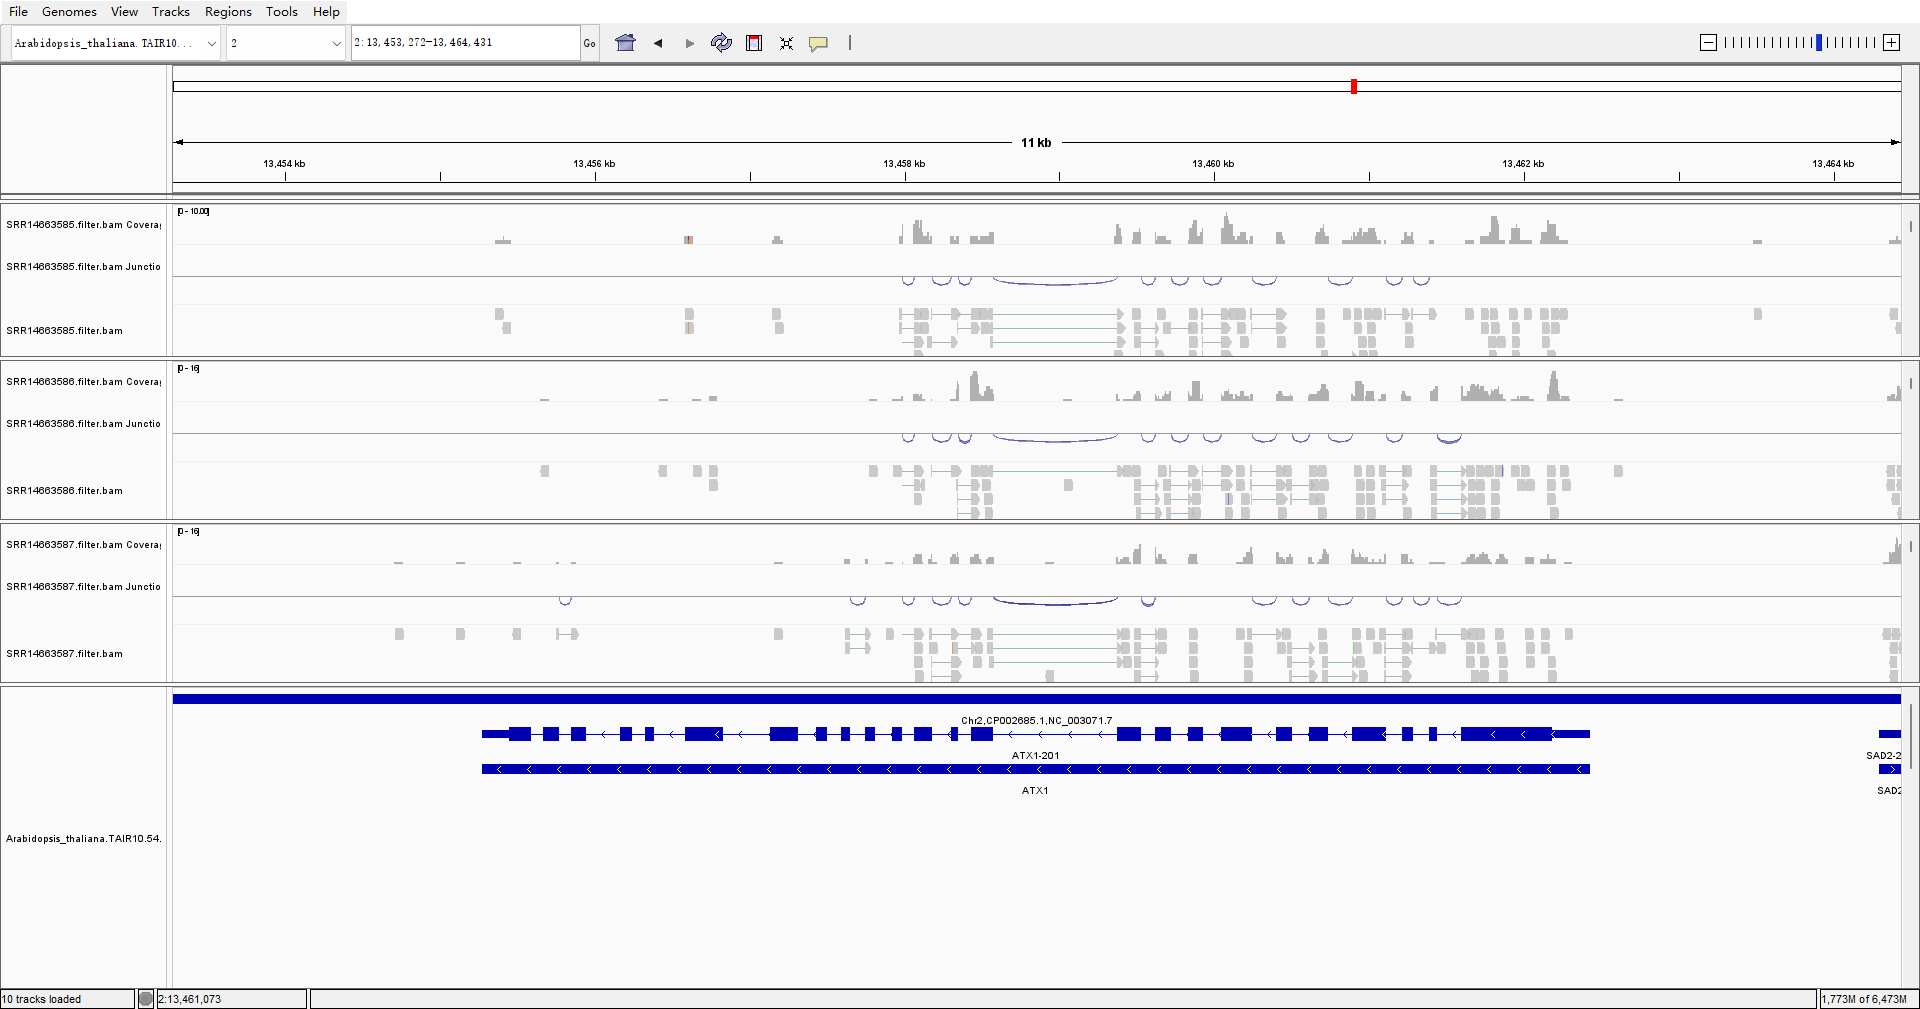 File Genomes View Tracks Regions Tools Help
Arabidopsis_thaliana.TAIR10... 2 2:13,453,272-13,464,431 Go
11 kb
13,454 kb 13,456 kb 13,458 kb 13,460 kb 13,462 kb 13,464 kb
[0 - 10.00]
SRR14663585.filter.bam Covera
SRR14663585.filter.bam Junctio
SRR14663585.filter.bam
[0 - 16]
SRR14663586.filter.bam Covera
SRR14663586.filter.bam Junctio
SRR14663586.filter.bam
[0 - 16]
SRR14663587.filter.bam Covera
SRR14663587.filter.bam Junctio
SRR14663587.filter.bam
Chr2,CP002685.1,NC_003071.7
ATX1-201 SAD2-2
ATX1 SAD2
Arabidopsis_thaliana.TAIR10.54.
10 tracks loaded 2:13,461,073 1,773M of 6,473M